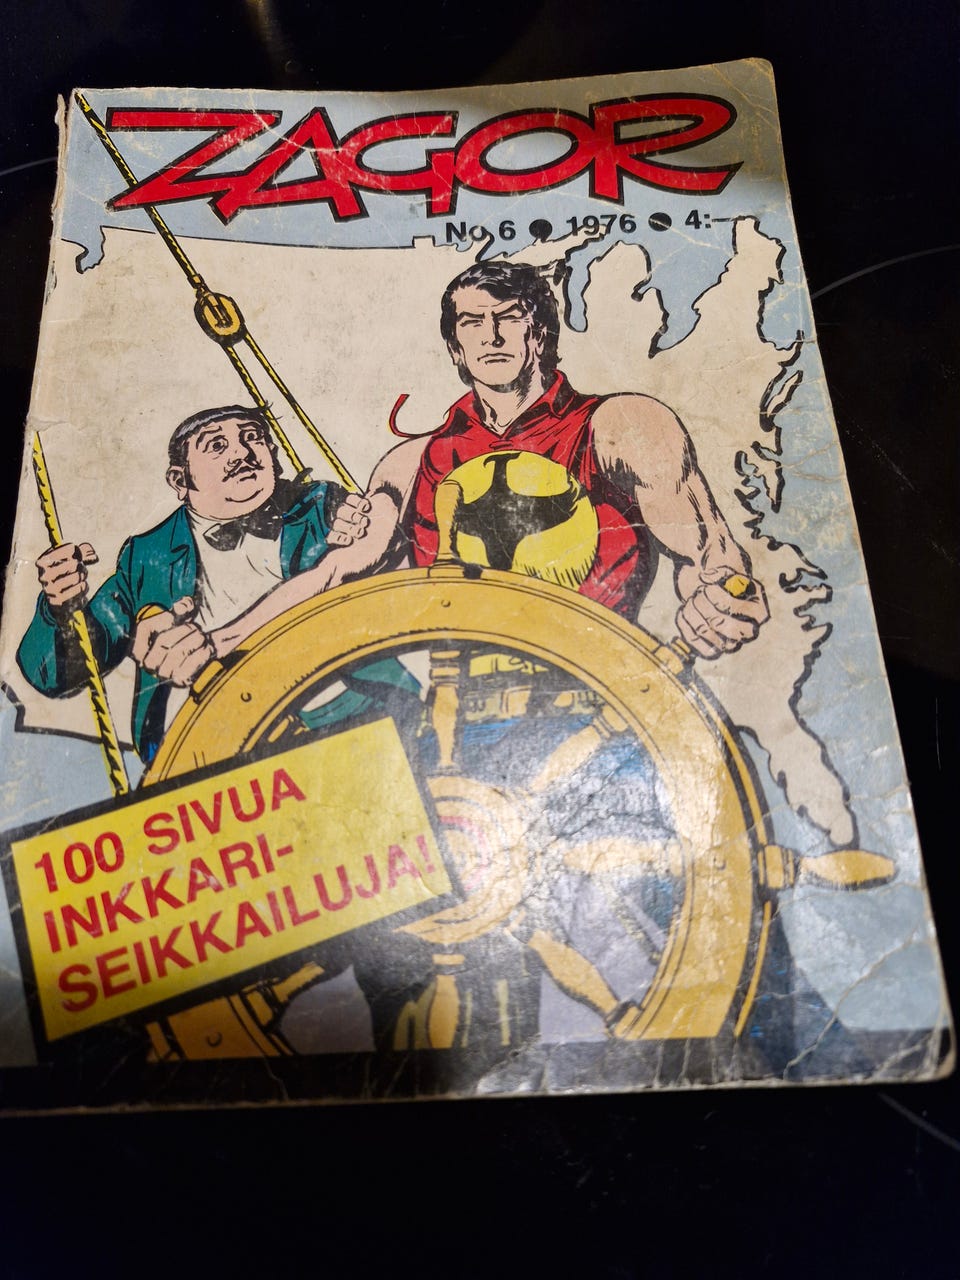 ZAGOR
No 6 ● 1976 ● 4:—
100 SIVUA
INKKARI-
SEIKKAILUJA!